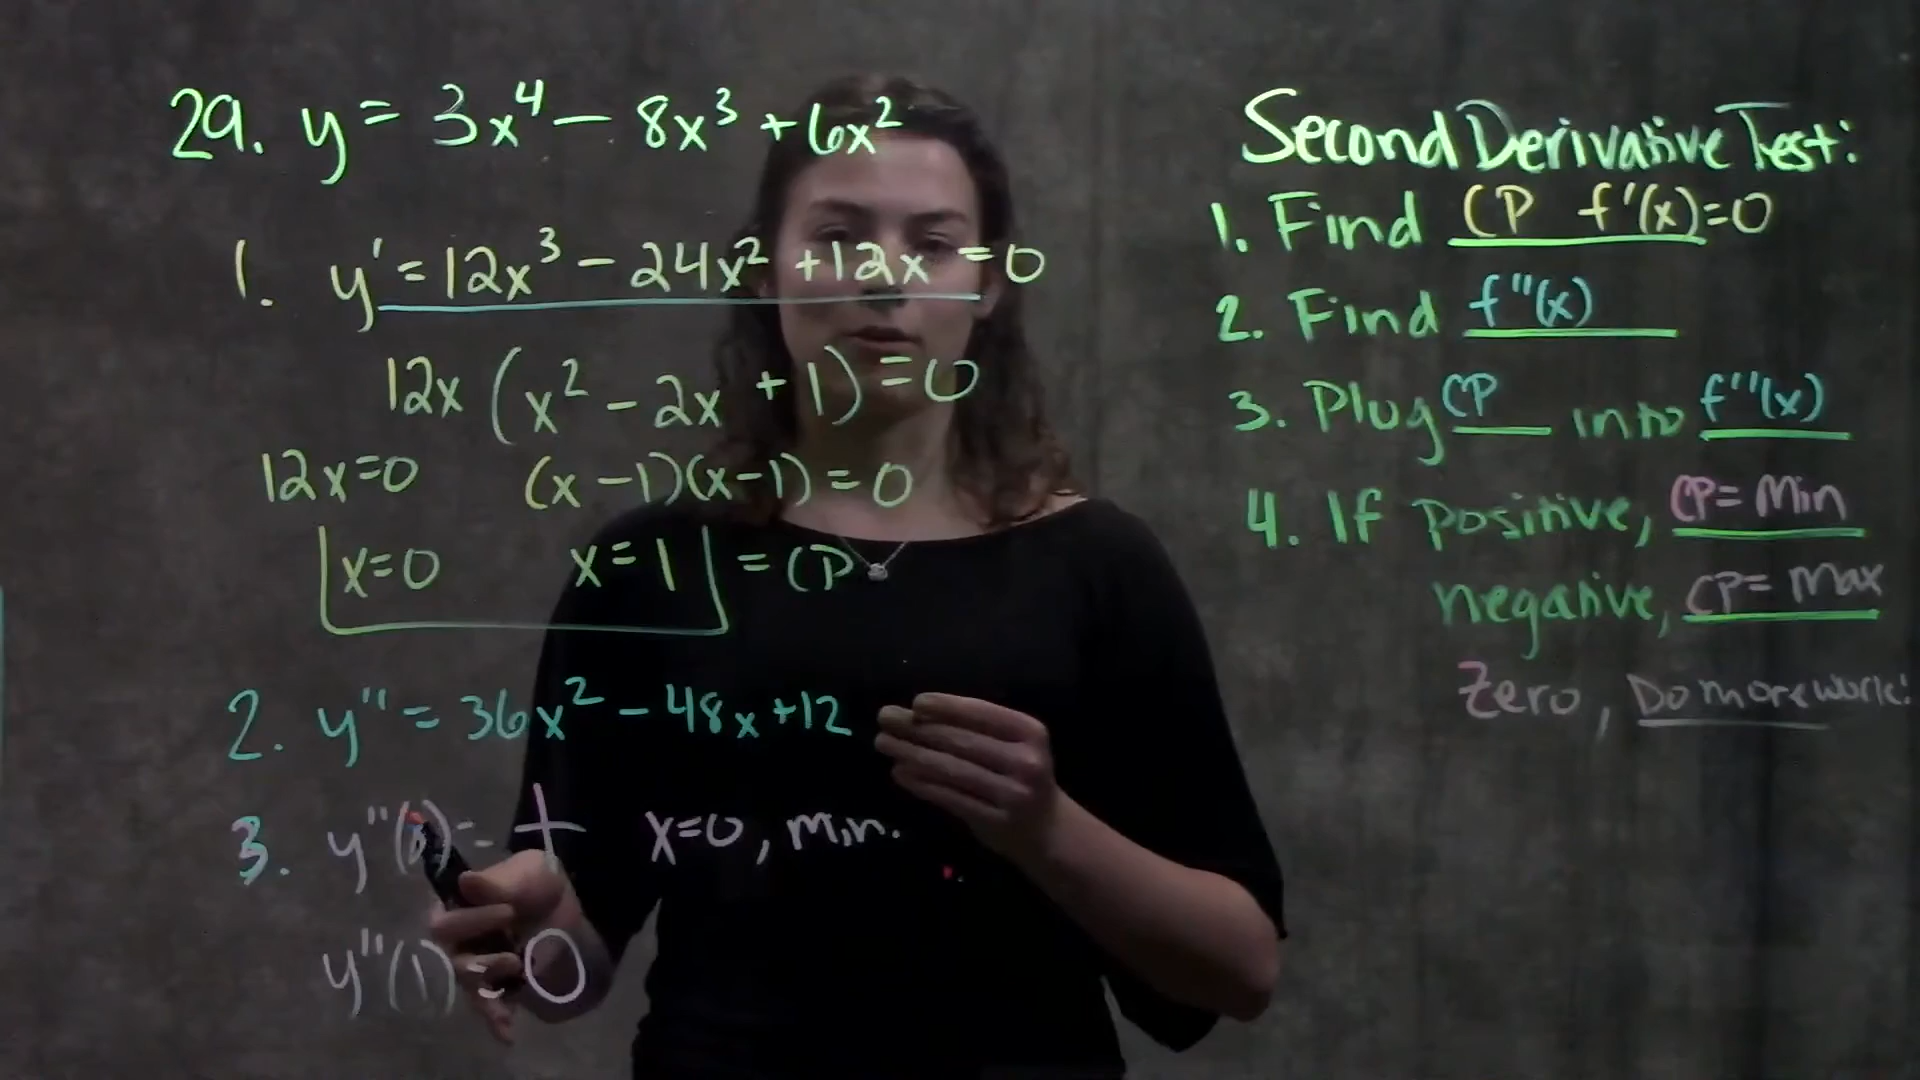 29. y = 3x⁴ - 8x³ + 6x²
1. y' = 12x³ - 24x² + 12x = 0
12x (x² - 2x + 1) = 0
12x = 0 (x - 1)(x - 1) = 0
x = 0 x = 1 = CP
2. y'' = 36x² - 48x + 12
3. y''(0) = + x = 0, min.
y''(1) = 0
Second Derivative Test:
1. Find CP f'(x) = 0
2. Find f''(x)
3. Plug CP into f''(x)
4. If positive, CP = Min
negative, CP = Max
Zero, Do more work!